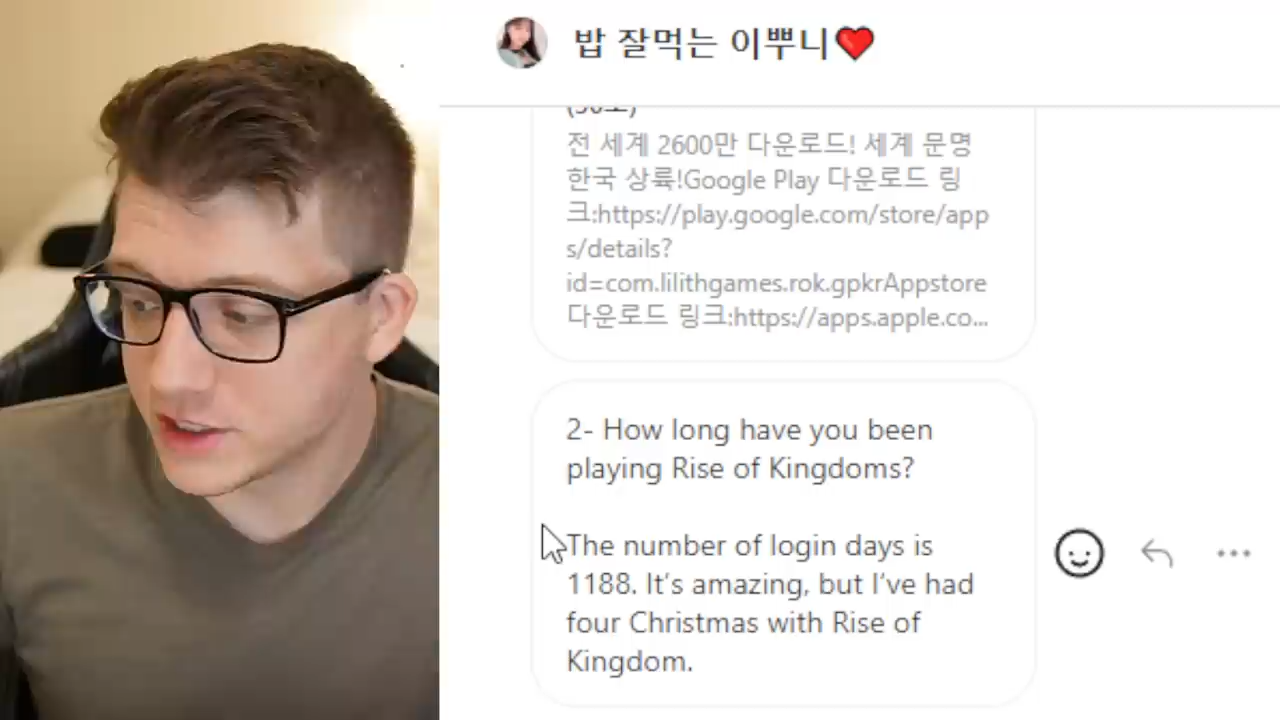 밥 잘먹는 이뿌니❤️
전 세계 2600만 다운로드! 세계 문명
한국 상륙!Google Play 다운로드 링
크:https://play.google.com/store/app
s/details?
id=com.lilithgames.rok.gpkrAppstore
다운로드 링크:https://apps.apple.co...
2- How long have you been
playing Rise of Kingdoms?
The number of login days is
1188. It's amazing, but I've had
four Christmas with Rise of
Kingdom.